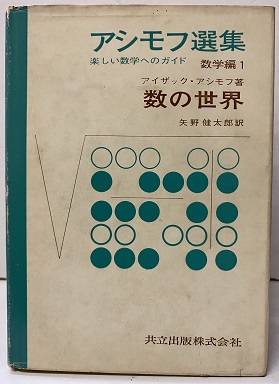 アシモフ選集
楽しい数学へのガイド 数学編1
アイザック・アシモフ著
数の世界
矢野健太郎訳
共立出版株式会社